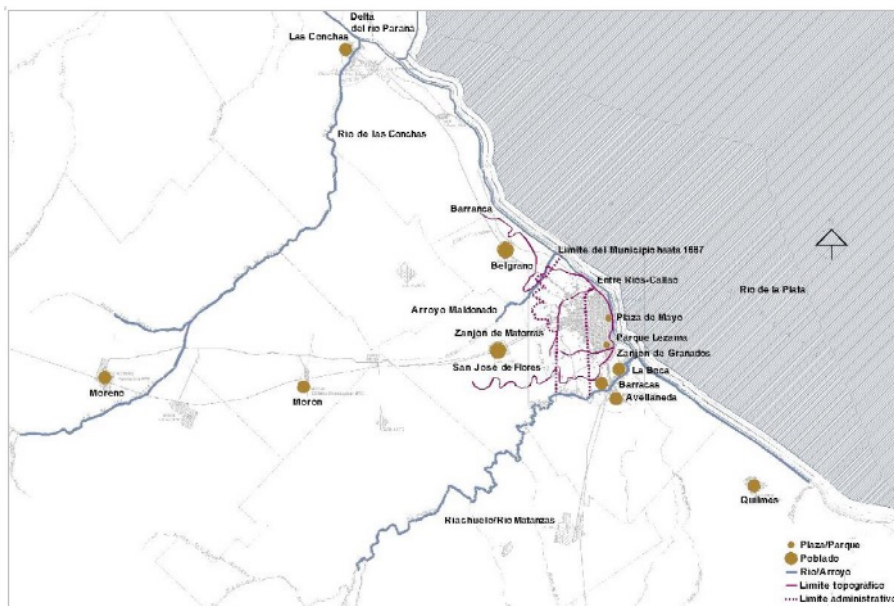 Delta
del río Paraná
Las Conchas
Río de las Conchas
Barranca
Límite del Municipio hasta 1887
Belgrano
Entre Ríos-Callao
Río de la Plata
Arroyo Maldonado
Plaza de Mayo
Zanjón de Matorras
Parque Lezama
Zanjón de Granados
San José de Flores
La Boca
Barracas
Moreno
Morón
Avellaneda
Quilmes
Riachuelo/Río Matanzas
Plaza/Parque
Poblado
Río/Arroyo
Límite topográfico
Límite administrativo